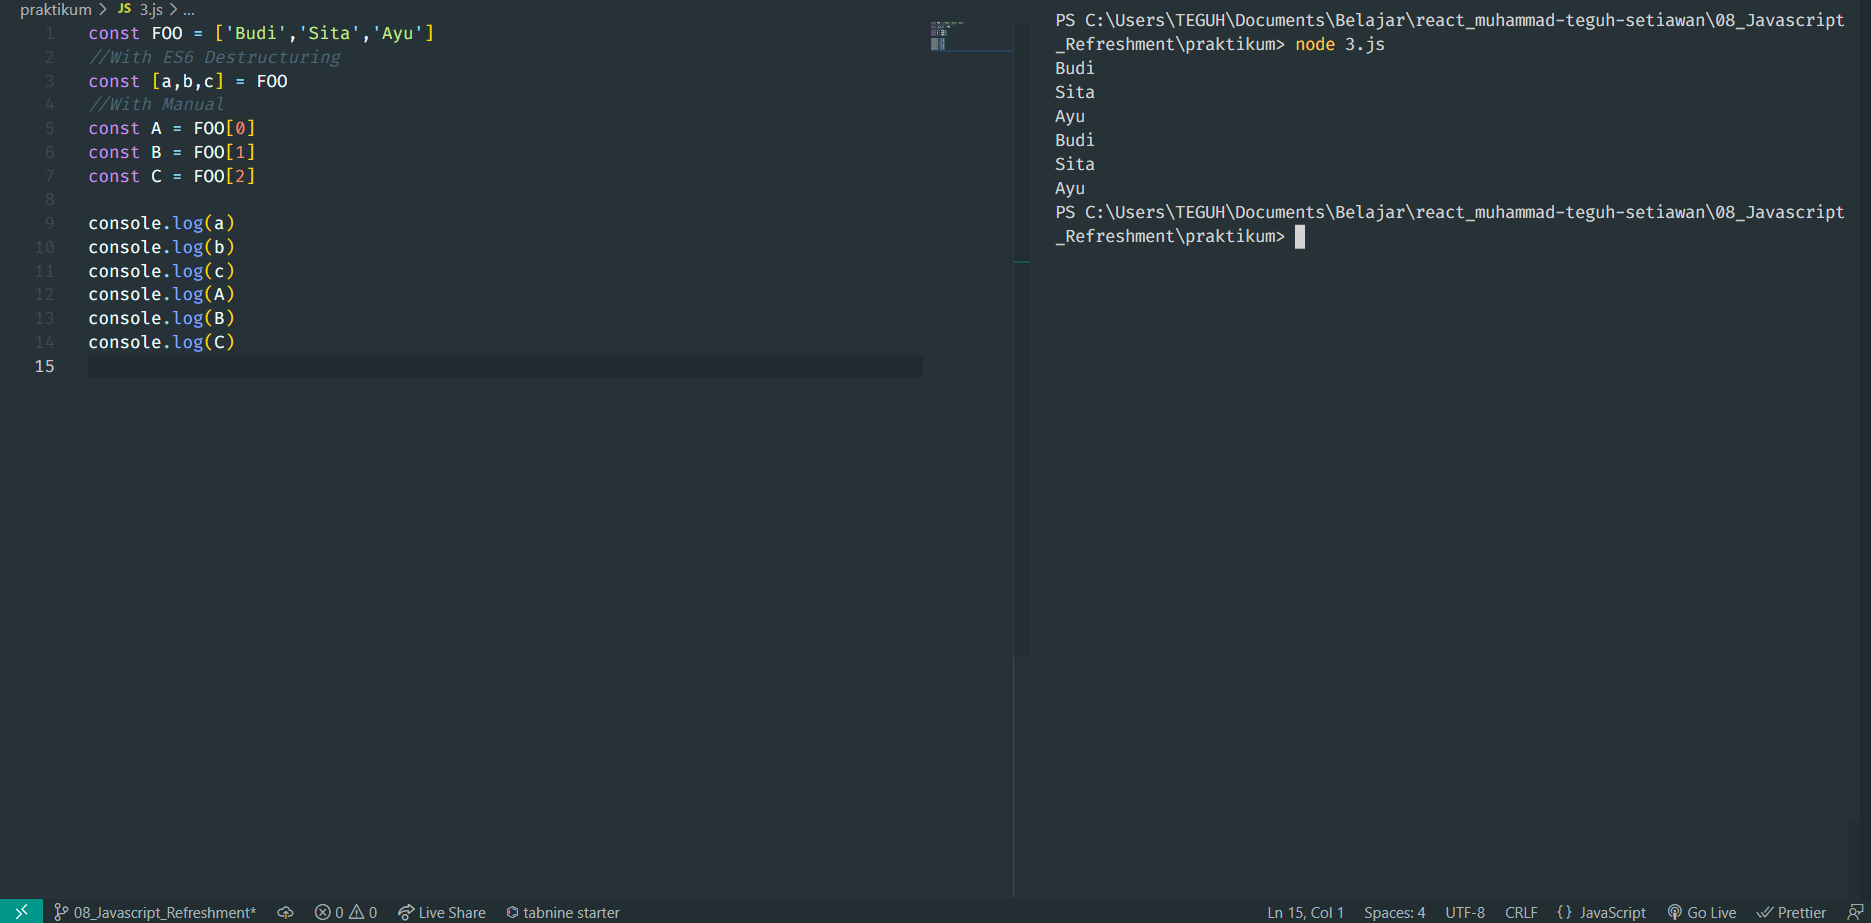 praktikum > JS 3.js > ...
1 const FOO = ['Budi','Sita','Ayu']
2 //With ES6 Destructuring
3 const [a,b,c] = FOO
4 //With Manual
5 const A = FOO[0]
6 const B = FOO[1]
7 const C = FOO[2]
8
9 console.log(a)
10 console.log(b)
11 console.log(c)
12 console.log(A)
13 console.log(B)
14 console.log(C)
15
PS C:\Users\TEGUH\Documents\Belajar\react_muhammad-teguh-setiawan\08_Javascript
_Refreshment\praktikum> node 3.js
Budi
Sita
Ayu
Budi
Sita
Ayu
PS C:\Users\TEGUH\Documents\Belajar\react_muhammad-teguh-setiawan\08_Javascript
_Refreshment\praktikum>
08_Javascript_Refreshment* 0 0 Live Share tabnine starter Ln 15, Col 1 Spaces: 4 UTF-8 CRLF {} JavaScript Go Live Prettier